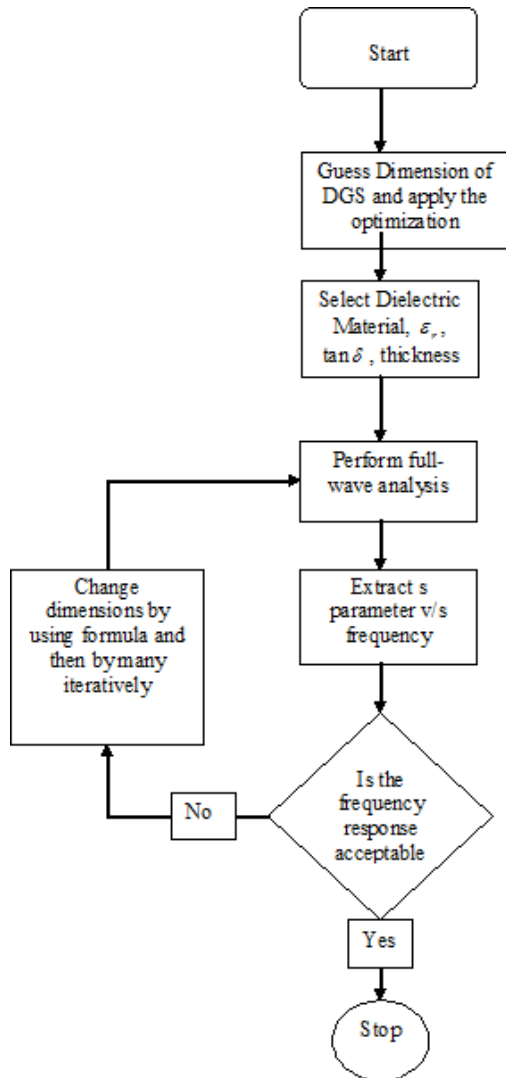 Start
Guess Dimension of
DGS and apply the
optimization
Select Dielectric
Material, εᵣ,
tan δ , thickness
Perform full-
wave analysis
Change
dimensions by
using formula and
then by many
iteratively
Extract s
parameter v/s
frequency
Is the
frequency
response
acceptable
No
Yes
Stop